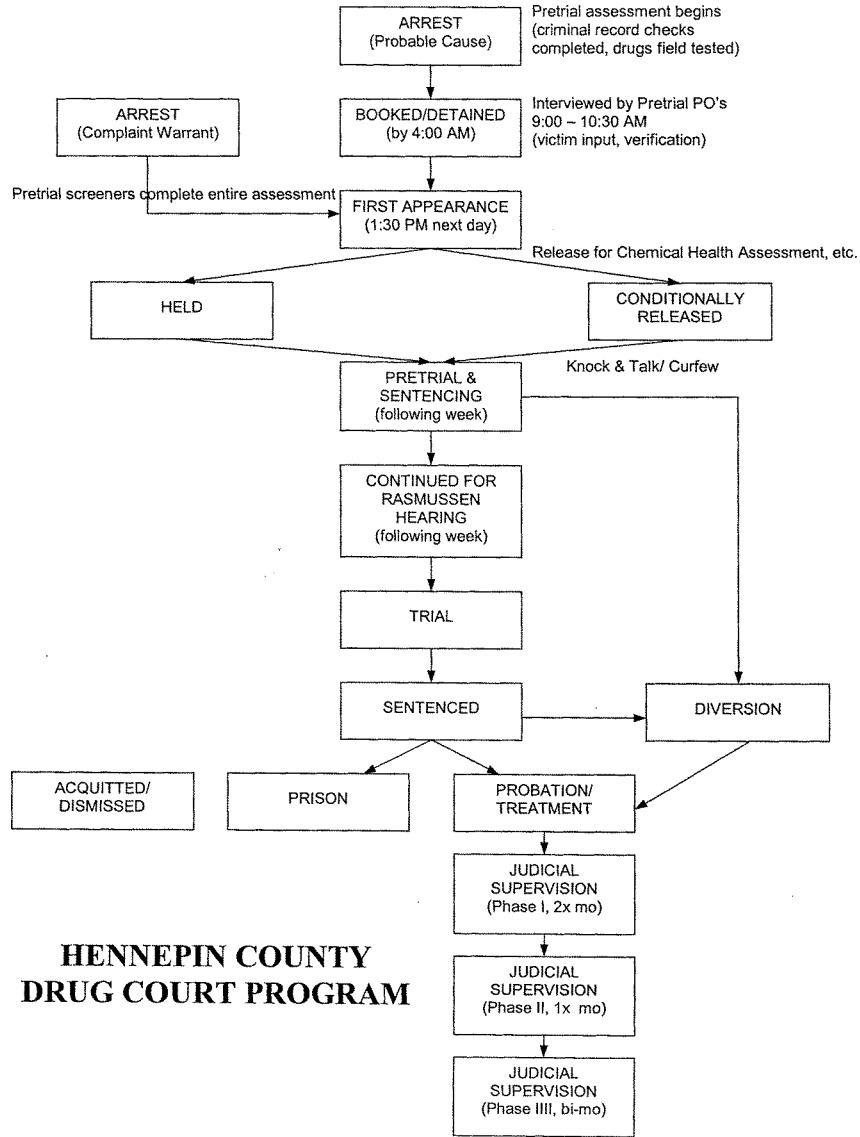 ARREST
(Probable Cause)
Pretrial assessment begins
(criminal record checks
completed, drugs field tested)
ARREST
(Complaint Warrant)
BOOKED/DETAINED
(by 4:00 AM)
Interviewed by Pretrial PO's
9:00 – 10:30 AM
(victim input, verification)
Pretrial screeners complete entire assessment
FIRST APPEARANCE
(1:30 PM next day)
Release for Chemical Health Assessment, etc.
HELD
CONDITIONALLY
RELEASED
Knock & Talk/ Curfew
PRETRIAL &
SENTENCING
(following week)
CONTINUED FOR
RASMUSSEN
HEARING
(following week)
TRIAL
SENTENCED
DIVERSION
ACQUITTED/
DISMISSED
PRISON
PROBATION/
TREATMENT
JUDICIAL
SUPERVISION
(Phase I, 2x mo)
HENNEPIN COUNTY
DRUG COURT PROGRAM
JUDICIAL
SUPERVISION
(Phase II, 1x mo)
JUDICIAL
SUPERVISION
(Phase IIII, bi-mo)